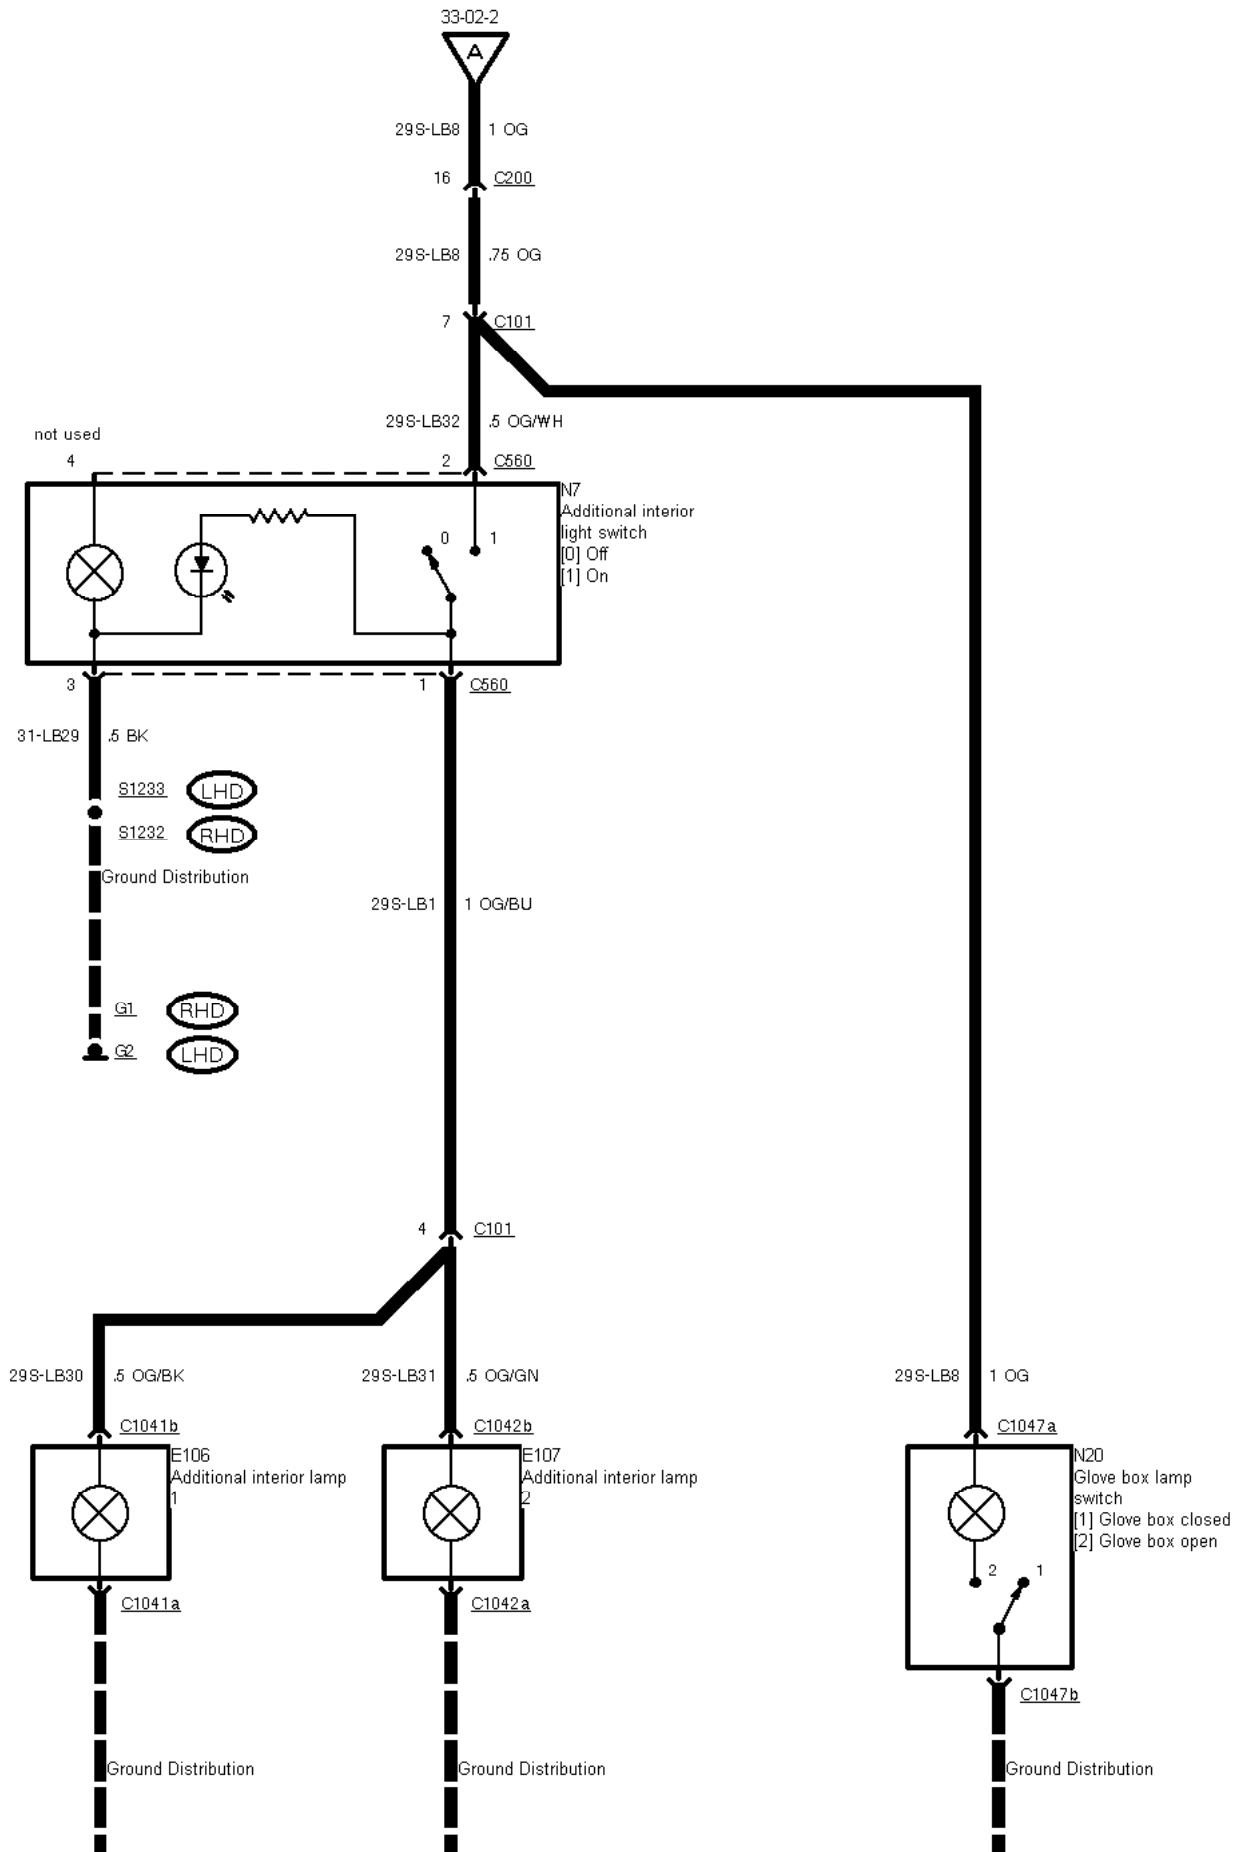 33-02-2
A
29S-LB8 1 OG
16 C200
29S-LB8 .75 OG
7 C101
29S-LB32 .5 OG/WH
not used
4 2 C560
N7
Additional interior
light switch
[0] Off
[1] On
0 1
3 1 C560
31-LB29 .5 BK
S1233 LHD
S1232 RHD
Ground Distribution
29S-LB1 1 OG/BU
G1 RHD
G2 LHD
4 C101
29S-LB30 .5 OG/BK
29S-LB31 .5 OG/GN
29S-LB8 1 OG
C1041b
C1042b
C1047a
E106
Additional interior lamp
1
E107
Additional interior lamp
2
N20
Glove box lamp
switch
[1] Glove box closed
[2] Glove box open
2 1
C1041a
C1042a
C1047b
Ground Distribution
Ground Distribution
Ground Distribution